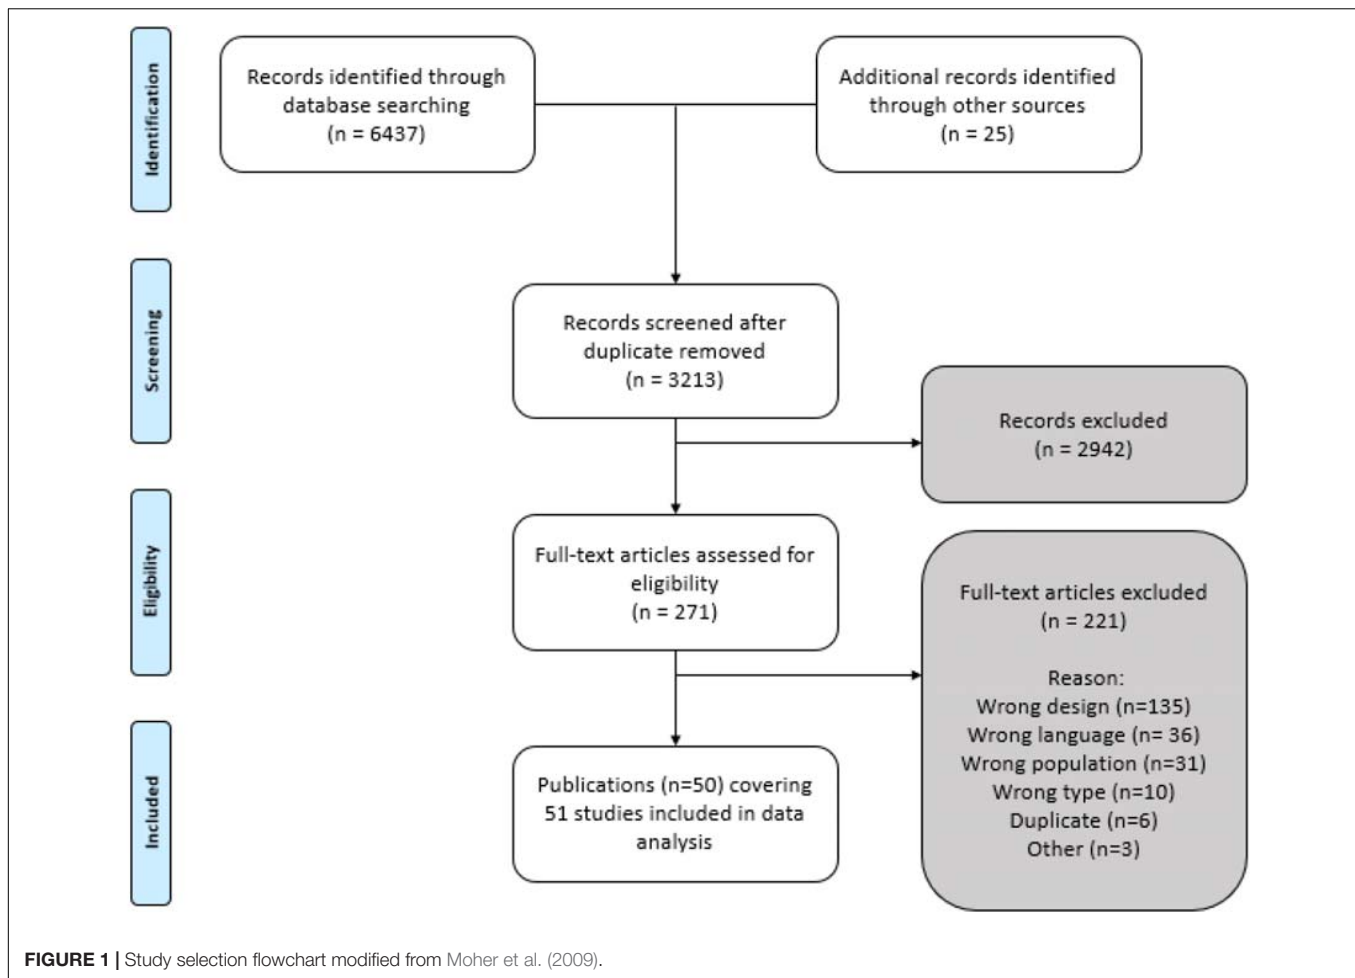 Identification
Records identified through
database searching
(n = 6437)
Additional records identified
through other sources
(n = 25)
Screening
Records screened after
duplicate removed
(n = 3213)
Records excluded
(n = 2942)
Eligibility
Full-text articles assessed for
eligibility
(n = 271)
Full-text articles excluded
(n = 221)
Reason:
Wrong design (n=135)
Wrong language (n= 36)
Wrong population (n=31)
Wrong type (n=10)
Duplicate (n=6)
Other (n=3)
Included
Publications (n=50) covering
51 studies included in data
analysis
FIGURE 1 | Study selection flowchart modified from Moher et al. (2009).